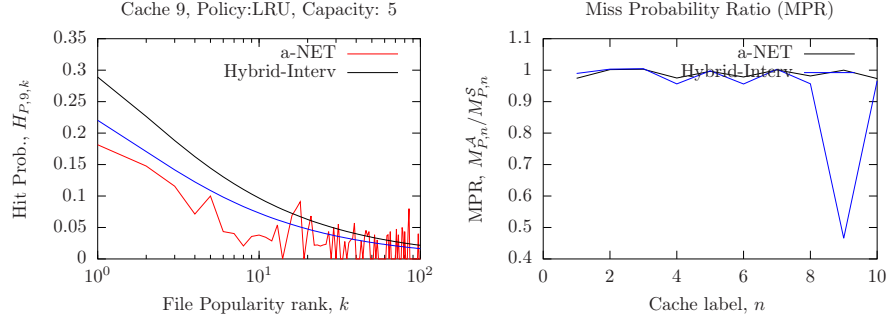 Cache 9, Policy:LRU, Capacity: 5
Hit Prob., H_{P,9,k}
0.35
0.3
0.25
0.2
0.15
0.1
0.05
0
a-NET
Hybrid-Interv
10^0
10^1
10^2
File Popularity rank, k
Miss Probability Ratio (MPR)
MPR, M^A_{P,n}/M^S_{P,n}
1.1
1
0.9
0.8
0.7
0.6
0.5
0.4
a-NET
Hybrid-Interv
0
2
4
6
8
10
Cache label, n